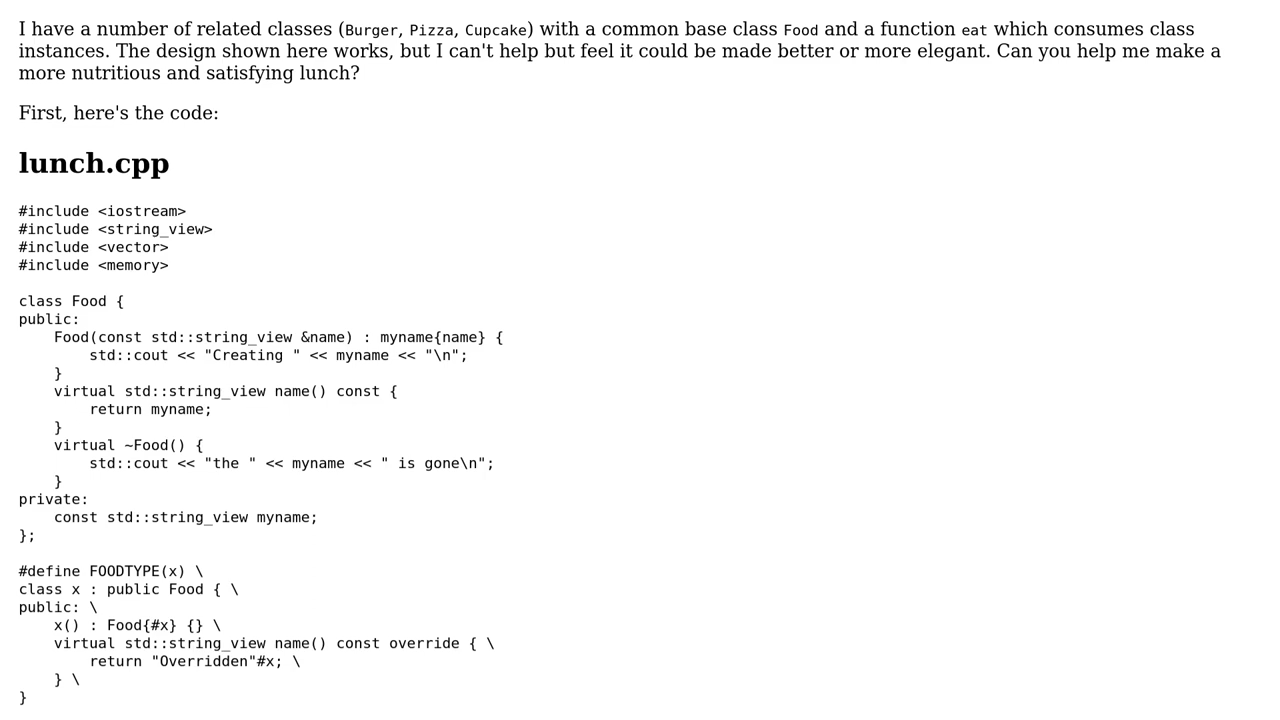 I have a number of related classes (Burger, Pizza, Cupcake) with a common base class Food and a function eat which consumes class
instances. The design shown here works, but I can't help but feel it could be made better or more elegant. Can you help me make a
more nutritious and satisfying lunch?
First, here's the code:
lunch.cpp
#include <iostream>
#include <string_view>
#include <vector>
#include <memory>
class Food {
public:
    Food(const std::string_view &name) : myname{name} {
        std::cout << "Creating " << myname << "\n";
    }
    virtual std::string_view name() const {
        return myname;
    }
    virtual ~Food() {
        std::cout << "the " << myname << " is gone\n";
    }
private:
    const std::string_view myname;
};
#define FOODTYPE(x) \
class x : public Food { \
public: \
    x() : Food{#x} {} \
    virtual std::string_view name() const override { \
        return "Overridden"#x; \
    } \
}